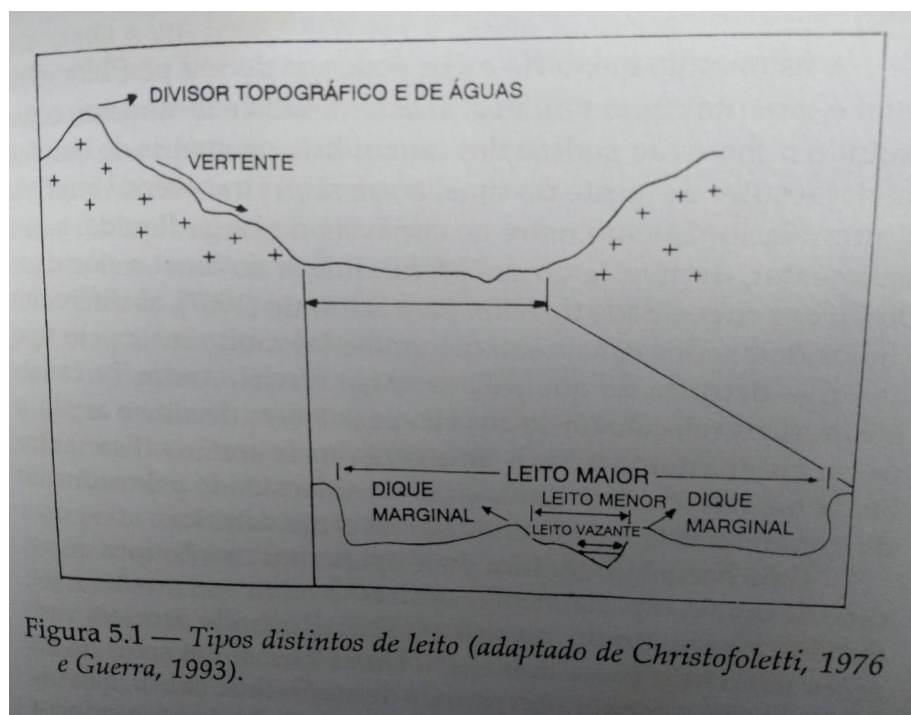 DIVISOR TOPOGRÁFICO E DE ÁGUAS
VERTENTE
LEITO MAIOR
DIQUE
MARGINAL
LEITO MENOR
LEITO VAZANTE
DIQUE
MARGINAL
Figura 5.1 — Tipos distintos de leito (adaptado de Christofoletti, 1976
e Guerra, 1993).